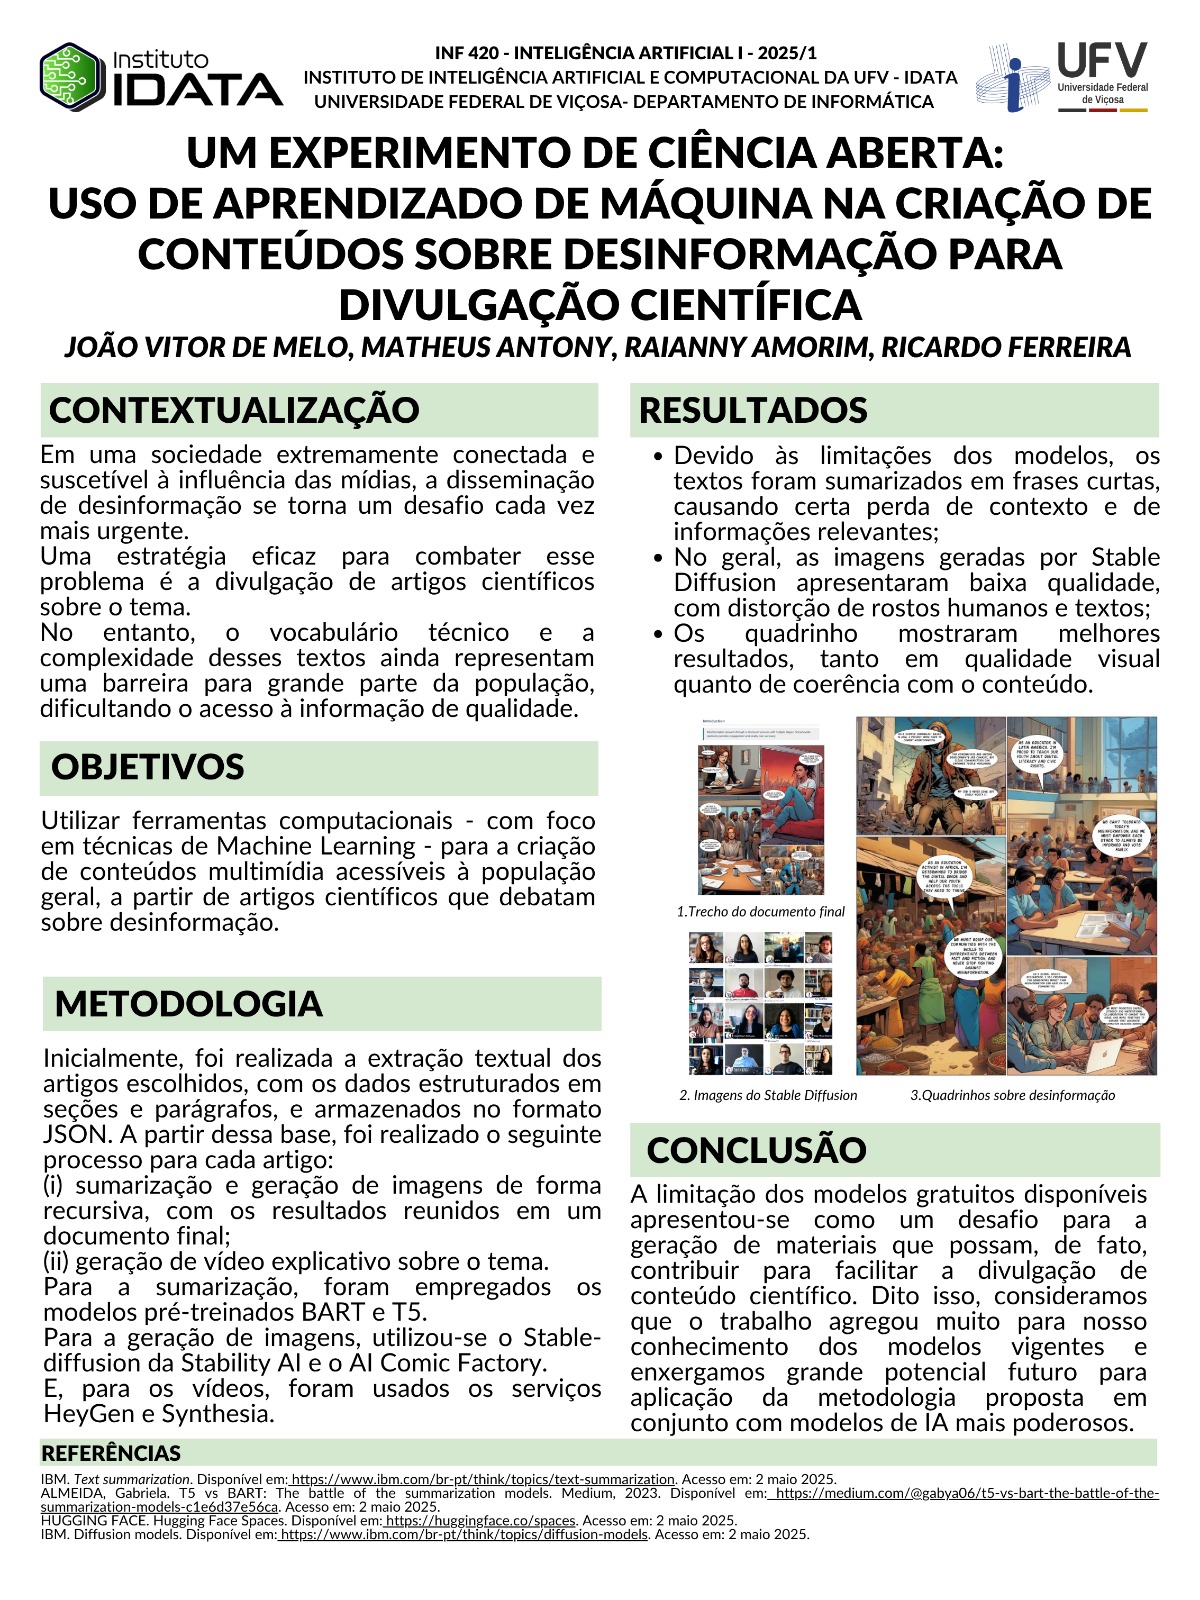 Instituto
IDATA
INF 420 - INTELIGÊNCIA ARTIFICIAL I - 2025/1
INSTITUTO DE INTELIGÊNCIA ARTIFICIAL E COMPUTACIONAL DA UFV - IDATA
UNIVERSIDADE FEDERAL DE VIÇOSA- DEPARTAMENTO DE INFORMÁTICA
UFV
Universidade Federal
de Viçosa
UM EXPERIMENTO DE CIÊNCIA ABERTA:
USO DE APRENDIZADO DE MÁQUINA NA CRIAÇÃO DE
CONTEÚDOS SOBRE DESINFORMAÇÃO PARA
DIVULGAÇÃO CIENTÍFICA
JOÃO VITOR DE MELO, MATHEUS ANTONY, RAIANNY AMORIM, RICARDO FERREIRA
CONTEXTUALIZAÇÃO
Em uma sociedade extremamente conectada e
suscetível à influência das mídias, a disseminação
de desinformação se torna um desafio cada vez
mais urgente.
Uma estratégia eficaz para combater esse
problema é a divulgação de artigos científicos
sobre o tema.
No entanto, o vocabulário técnico e a
complexidade desses textos ainda representam
uma barreira para grande parte da população,
dificultando o acesso à informação de qualidade.
OBJETIVOS
Utilizar ferramentas computacionais - com foco
em técnicas de Machine Learning - para a criação
de conteúdos multimídia acessíveis à população
geral, a partir de artigos científicos que debatam
sobre desinformação.
METODOLOGIA
Inicialmente, foi realizada a extração textual dos
artigos escolhidos, com os dados estruturados em
seções e parágrafos, e armazenados no formato
JSON. A partir dessa base, foi realizado o seguinte
processo para cada artigo:
(i) sumarização e geração de imagens de forma
recursiva, com os resultados reunidos em um
documento final;
(ii) geração de vídeo explicativo sobre o tema.
Para a sumarização, foram empregados os
modelos pré-treinados BART e T5.
Para a geração de imagens, utilizou-se o Stable-
diffusion da Stability AI e o AI Comic Factory.
E, para os vídeos, foram usados os serviços
HeyGen e Synthesia.
RESULTADOS
• Devido às limitações dos modelos, os
textos foram sumarizados em frases curtas,
causando certa perda de contexto e de
informações relevantes;
• No geral, as imagens geradas por Stable
Diffusion apresentaram baixa qualidade,
com distorção de rostos humanos e textos;
• Os quadrinho mostraram melhores
resultados, tanto em qualidade visual
quanto de coerência com o conteúdo.
Introduction
AS AN EDUCATOR IN
LATIN AMERICA, I'M
PROUD TO TEACH OUR
YOUTH ABOUT DIGITAL
LITERACY AND CIVIC
RIGHTS.
1.Trecho do documento final
2. Imagens do Stable Diffusion
3.Quadrinhos sobre desinformação
CONCLUSÃO
A limitação dos modelos gratuitos disponíveis
apresentou-se como um desafio para a
geração de materiais que possam, de fato,
contribuir para facilitar a divulgação de
conteúdo científico. Dito isso, consideramos
que o trabalho agregou muito para nosso
conhecimento dos modelos vigentes e
enxergamos grande potencial futuro para
aplicação da metodologia proposta em
conjunto com modelos de IA mais poderosos.
REFERÊNCIAS
IBM. Text summarization. Disponível em: https://www.ibm.com/br-pt/think/topics/text-summarization. Acesso em: 2 maio 2025.
ALMEIDA, Gabriela. T5 vs BART: The battle of the summarization models. Medium, 2023. Disponível em: https://medium.com/@gabya06/t5-vs-bart-the-battle-of-the-
summarization-models-c1e6d37e56ca. Acesso em: 2 maio 2025.
HUGGING FACE. Hugging Face Spaces. Disponível em: https://huggingface.co/spaces. Acesso em: 2 maio 2025.
IBM. Diffusion models. Disponível em: https://www.ibm.com/br-pt/think/topics/diffusion-models. Acesso em: 2 maio 2025.